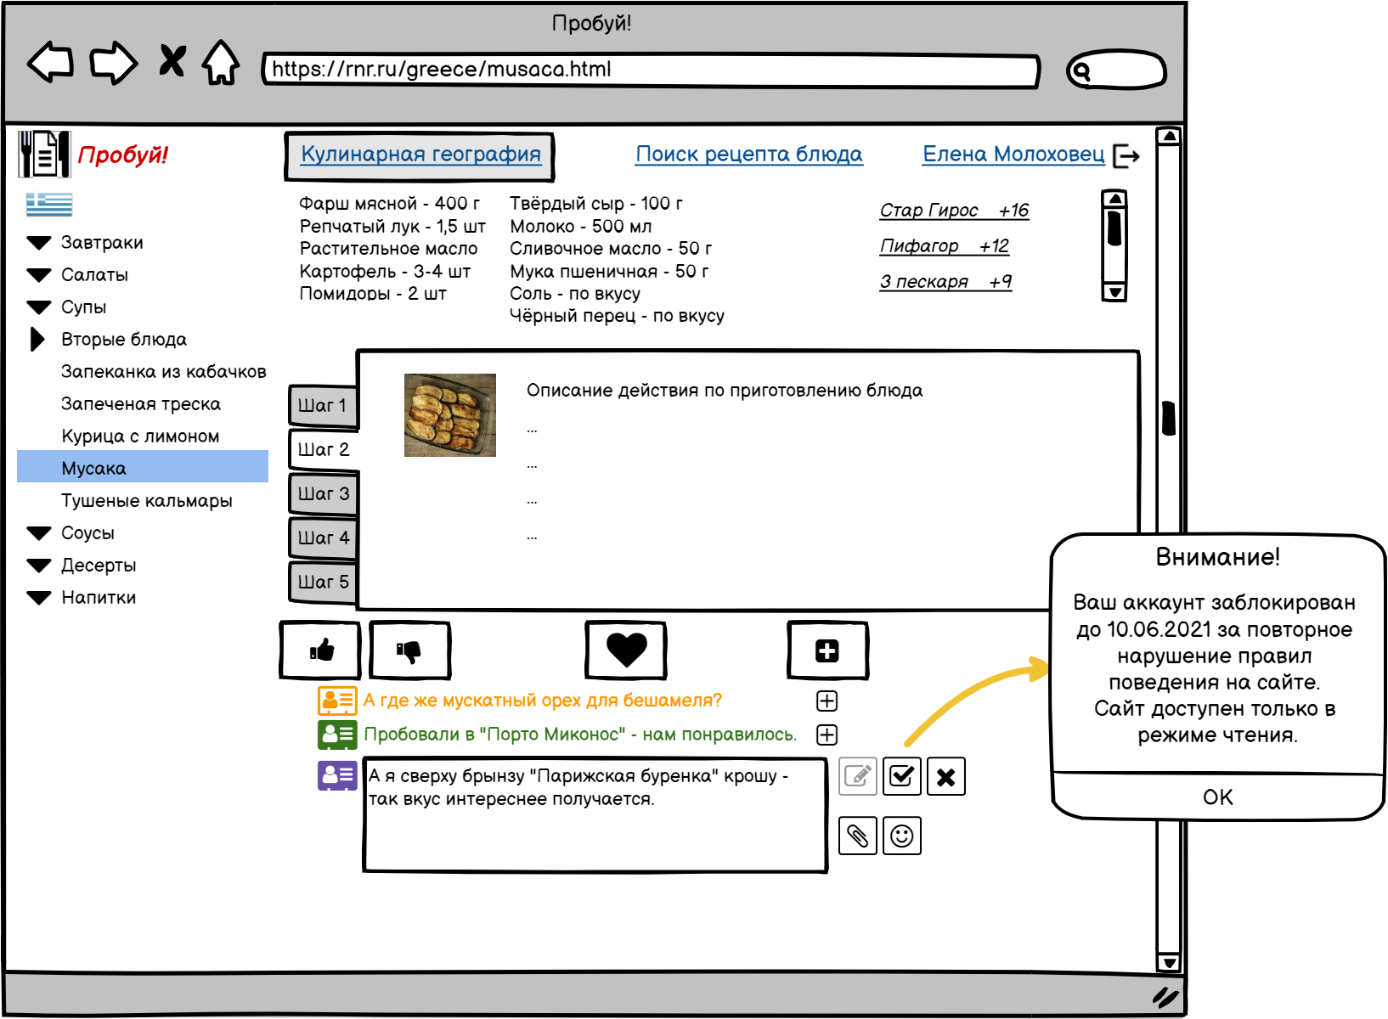 Пробуй!
https://rnr.ru/greece/musaca.html
Пробуй!
Кулинарная география
Поиск рецепта блюда
Елена Молоховец
Завтраки
Салаты
Супы
Вторые блюда
Запеканка из кабачков
Запеченая треска
Курица с лимоном
Мусака
Тушеные кальмары
Соусы
Десерты
Напитки
Фарш мясной - 400 г
Репчатый лук - 1,5 шт
Растительное масло
Картофель - 3-4 шт
Помидоры - 2 шт
Твёрдый сыр - 100 г
Молоко - 500 мл
Сливочное масло - 50 г
Мука пшеничная - 50 г
Соль - по вкусу
Чёрный перец - по вкусу
Стар Гирос +16
Пифагор +12
3 пескаря +9
Шаг 1
Шаг 2
Шаг 3
Шаг 4
Шаг 5
Описание действия по приготовлению блюда
...
...
...
...
А где же мускатный орех для бешамеля?
Пробовали в "Порто Миконос" - нам понравилось.
А я сверху брынзу "Парижская буренка" крошу -
так вкус интереснее получается.
Внимание!
Ваш аккаунт заблокирован
до 10.06.2021 за повторное
нарушение правил
поведения на сайте.
Сайт доступен только в
режиме чтения.
OK